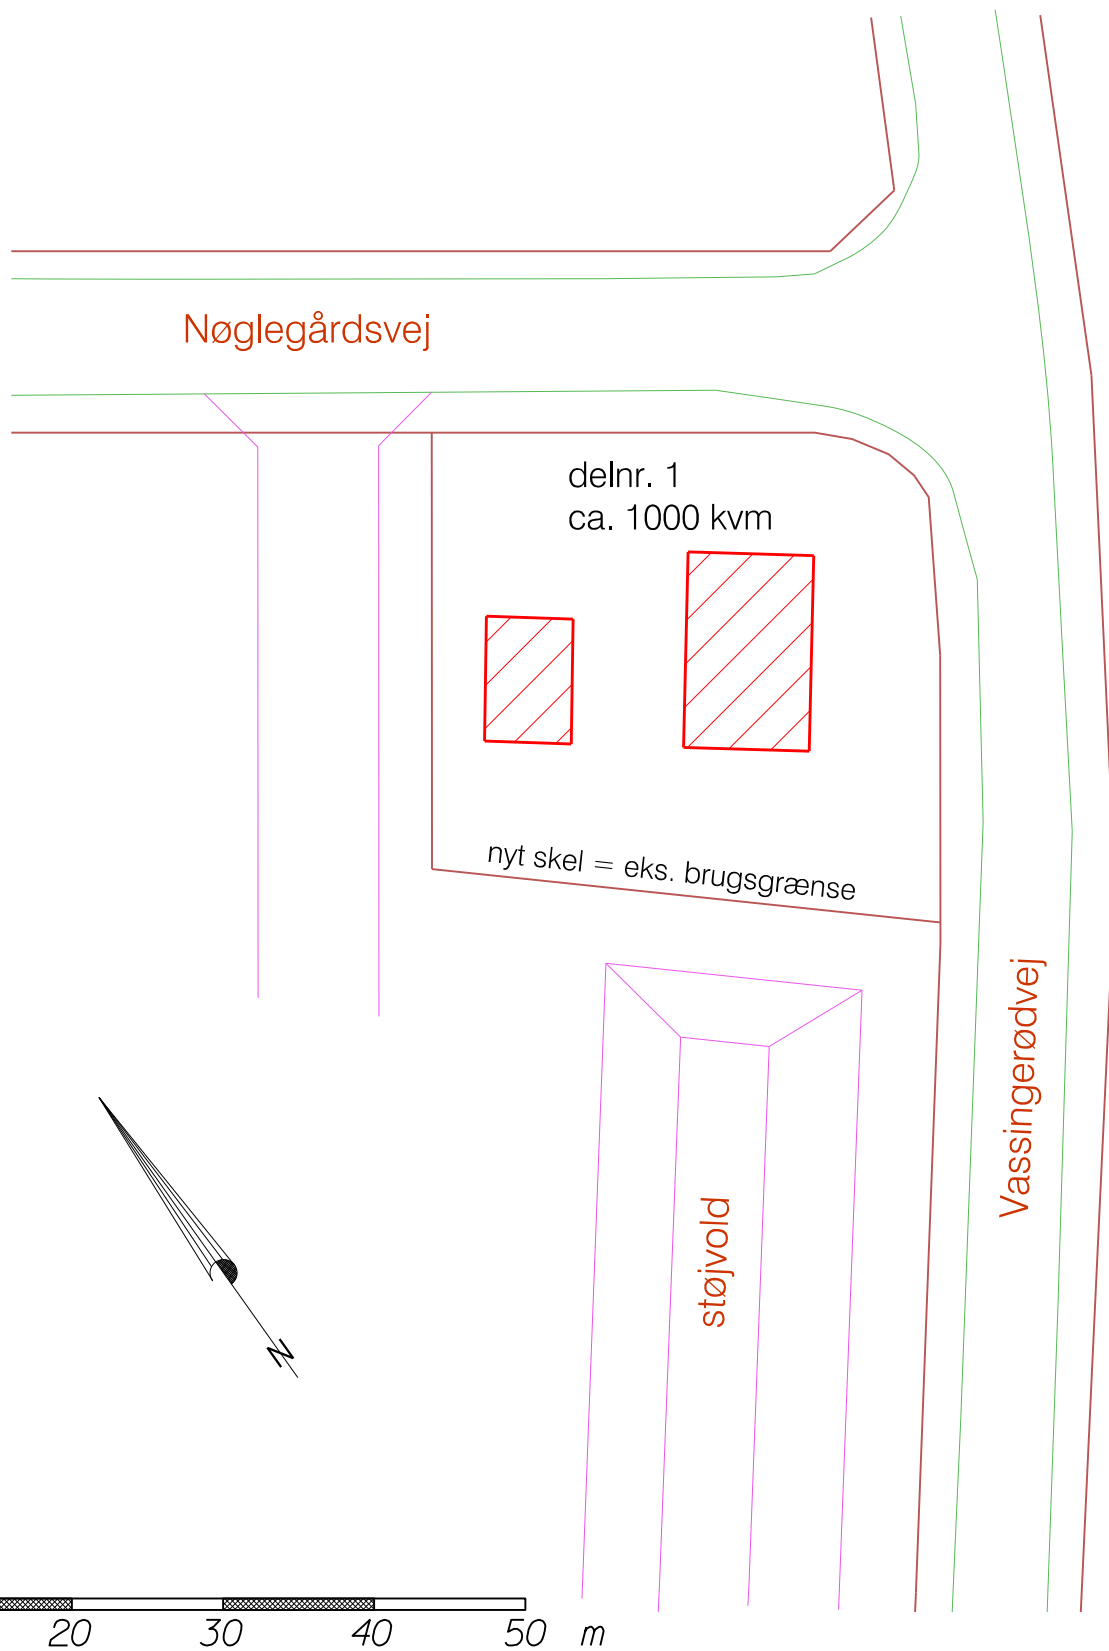 Nøglegårdsvej
delnr. 1
ca. 1000 kvm
nyt skel = eks. brugsgrænse
Vassingerødvej
støjvold
N
20 30 40 50 m